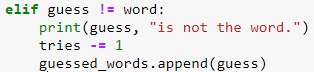 elif guess != word:
    print(guess, "is not the word.")
    tries -= 1
    guessed_words.append(guess)